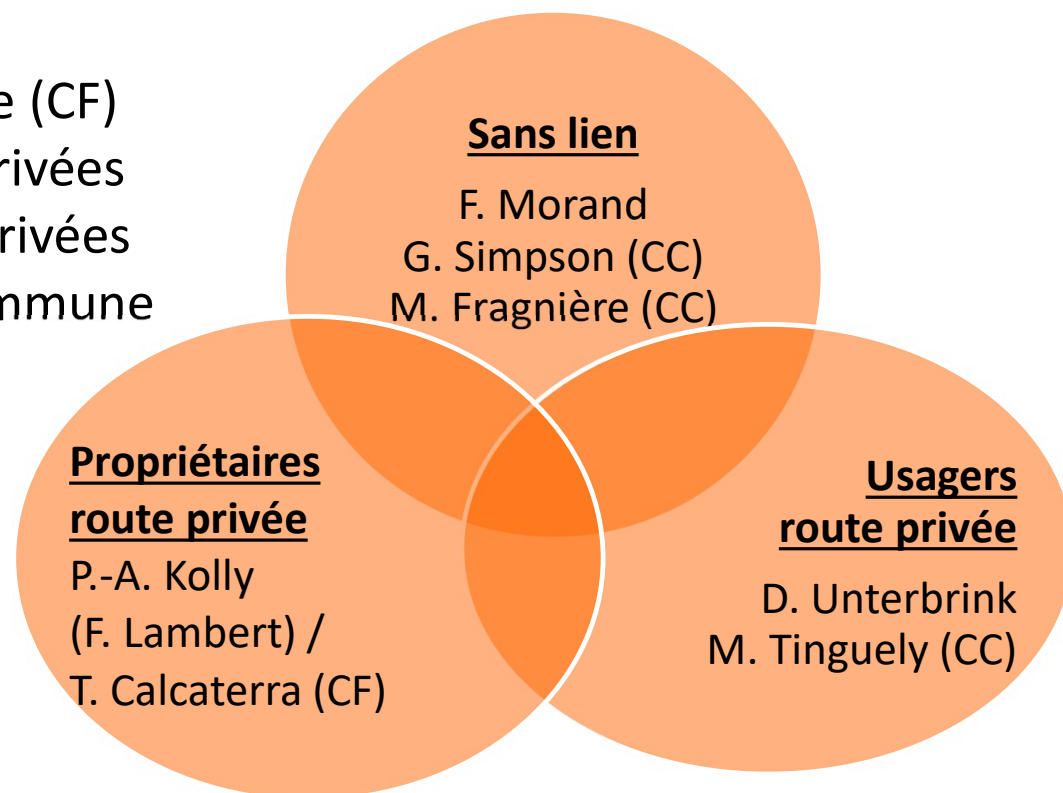 e (CF)
rivées
rivées
mmune
Sans lien
F. Morand
G. Simpson (CC)
M. Fragnière (CC)
Propriétaires
route privée
P.-A. Kolly
(F. Lambert) /
T. Calcaterra (CF)
Usagers
route privée
D. Unterbrink
M. Tinguely (CC)